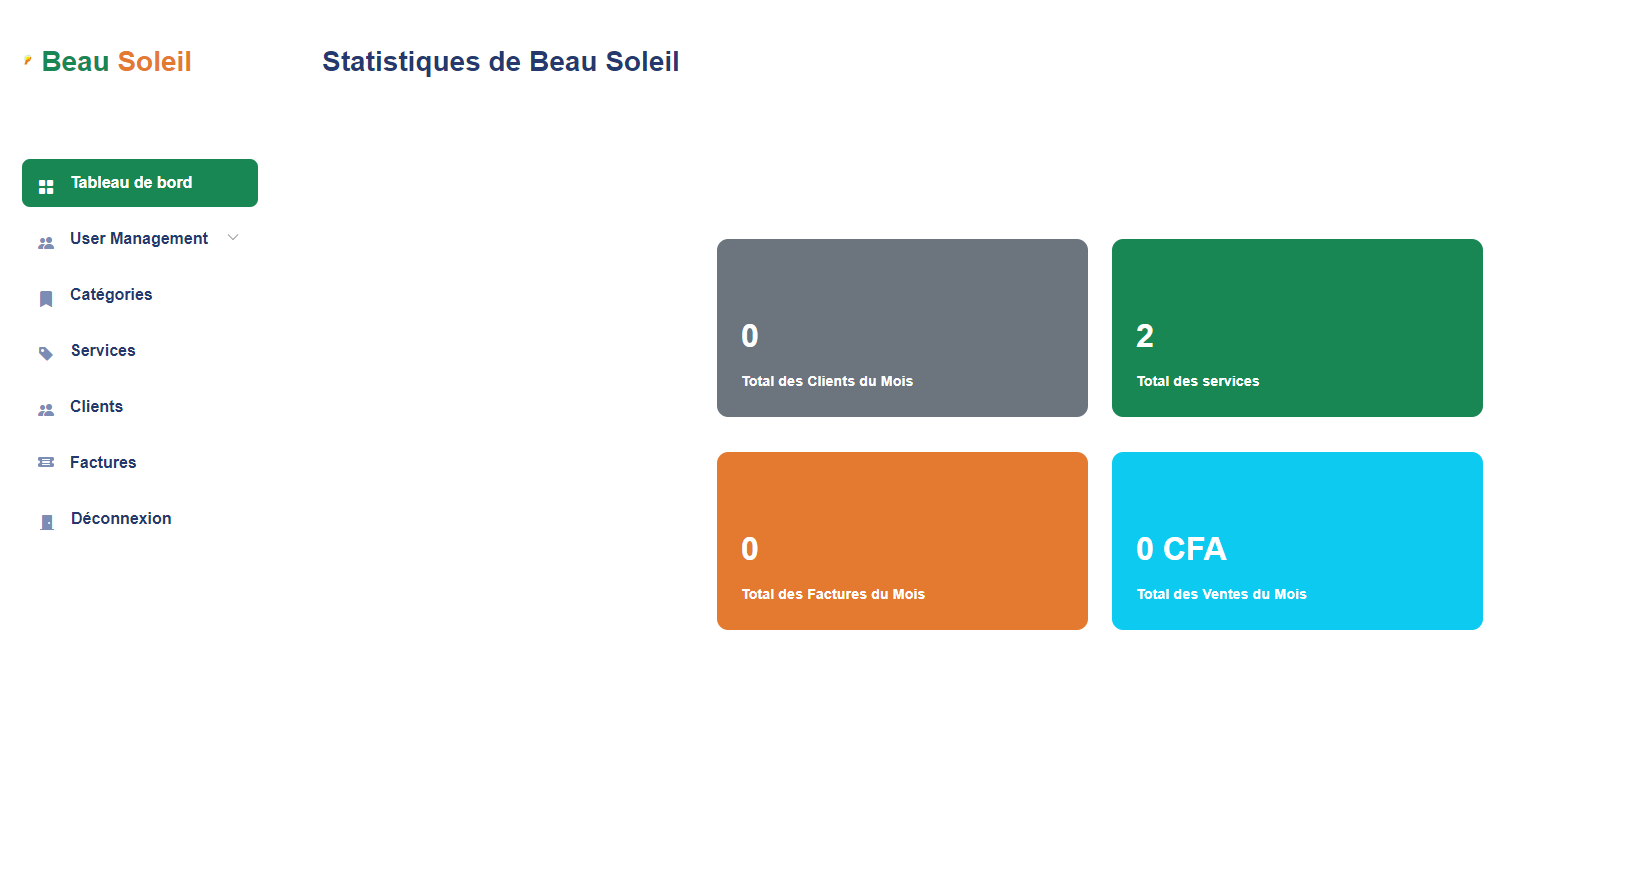 Beau Soleil
Statistiques de Beau Soleil
Tableau de bord
User Management
Catégories
Services
Clients
Factures
Déconnexion
0
Total des Clients du Mois
2
Total des services
0
Total des Factures du Mois
0 CFA
Total des Ventes du Mois